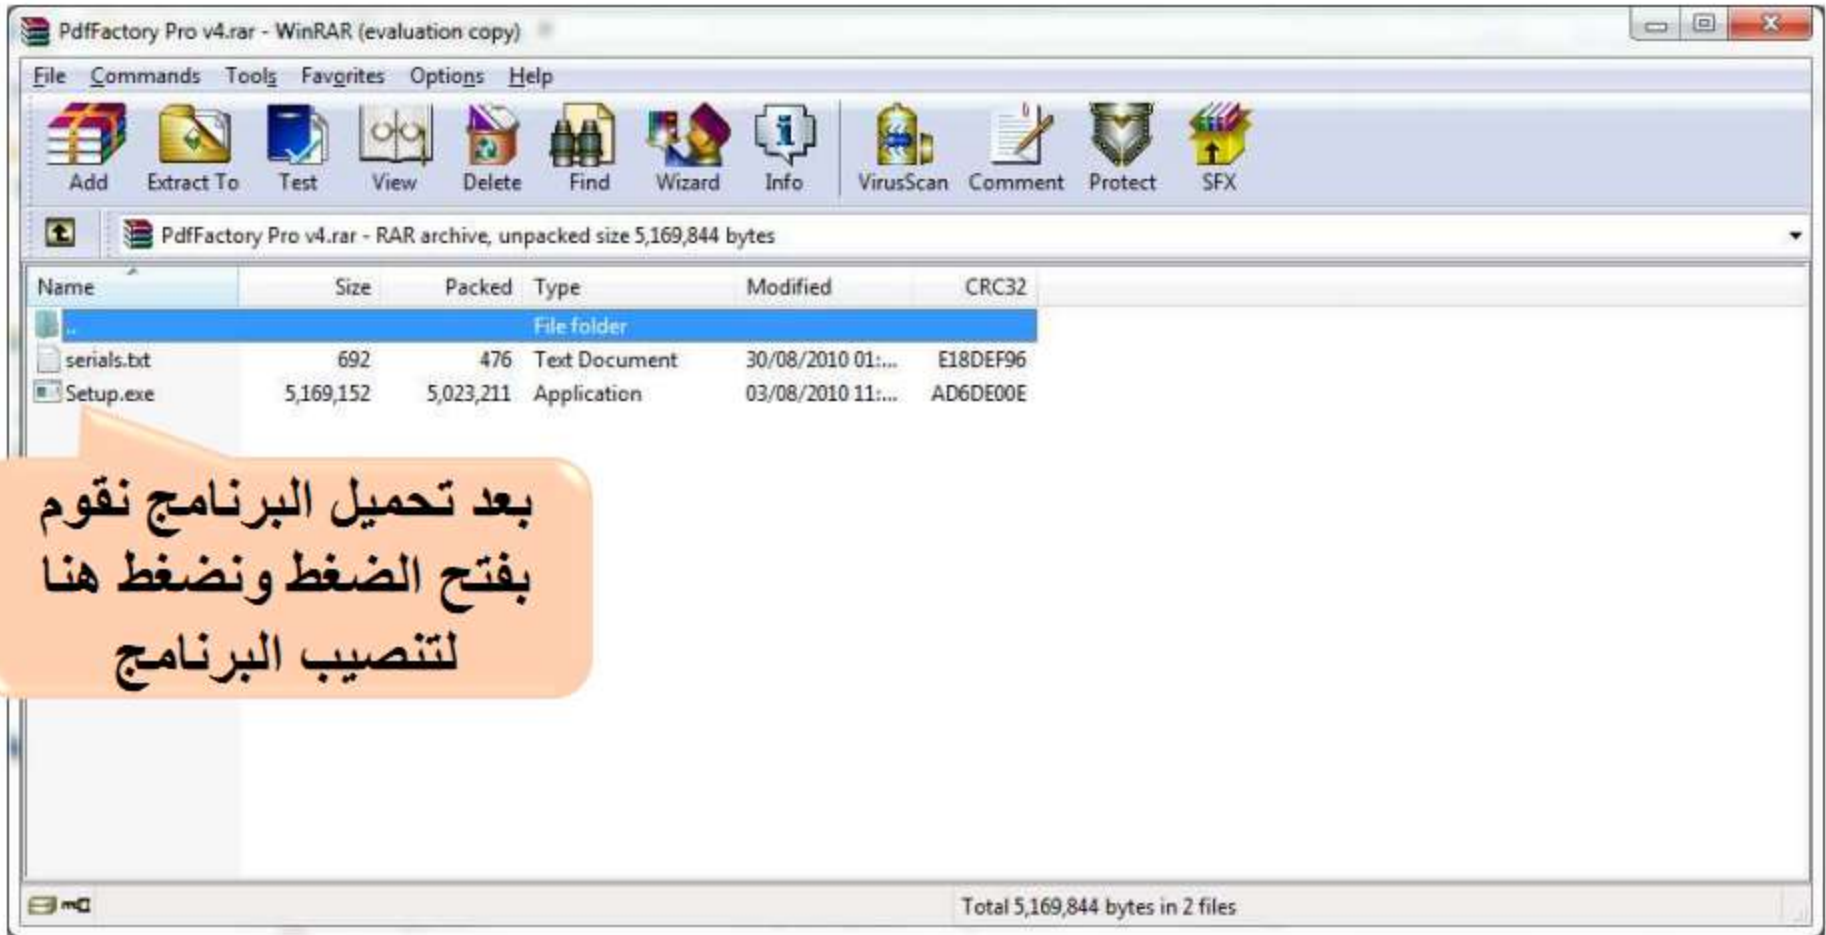 PdfFactory Pro v4.rar - WinRAR (evaluation copy)
File Commands Tools Favorites Options Help
Add Extract To Test View Delete Find Wizard Info VirusScan Comment Protect SFX
PdfFactory Pro v4.rar - RAR archive, unpacked size 5,169,844 bytes
Name Size Packed Type Modified CRC32
.. File folder
serials.txt 692 476 Text Document 30/08/2010 01:... E18DEF96
Setup.exe 5,169,152 5,023,211 Application 03/08/2010 11:... AD6DE00E
بعد تحميل البرنامج نقوم
بفتح الضغط ونضغط هنا
لتنصيب البرنامج
Total 5,169,844 bytes in 2 files